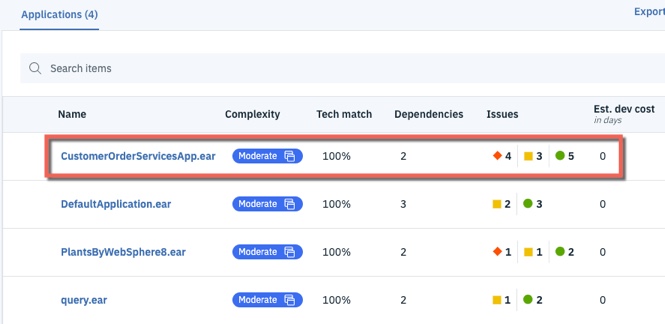 Applications (4)
Export
Search items
Name Complexity Tech match Dependencies Issues Est. dev cost
in days
CustomerOrderServicesApp.ear Moderate 100% 2 4 3 5 0
DefaultApplication.ear Moderate 100% 3 2 3 0
PlantsByWebSphere8.ear Moderate 100% 2 1 1 2 0
query.ear Moderate 100% 2 1 2 0